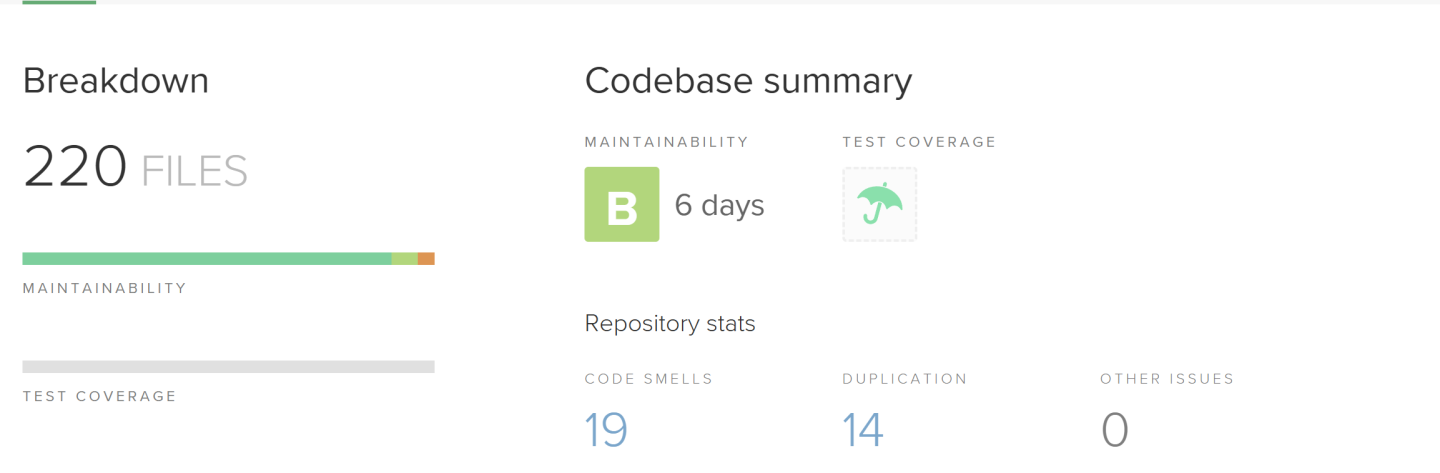 Breakdown
220 FILES
MAINTAINABILITY
TEST COVERAGE
Codebase summary
MAINTAINABILITY
B 6 days
TEST COVERAGE
Repository stats
CODE SMELLS
19
DUPLICATION
14
OTHER ISSUES
0